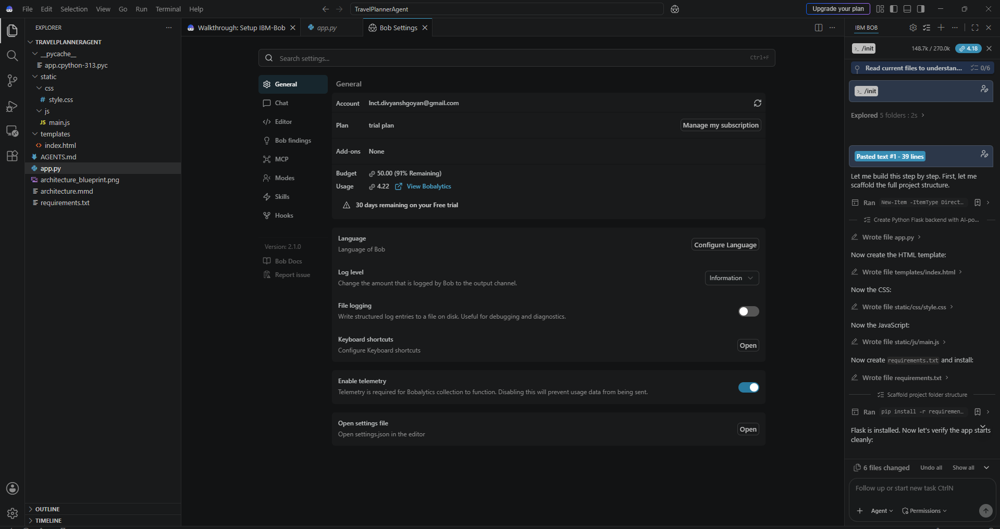 File Edit Selection View Go Run Terminal Help
TravelPlannerAgent
Upgrade your plan
EXPLORER
TRAVELPLANNERAGENT
__pycache__
app.cpython-313.pyc
static
css
# style.css
js
JS main.js
templates
<> index.html
AGENTS.md
app.py
architecture_blueprint.png
architecture.mmd
requirements.txt
OUTLINE
TIMELINE
Walkthrough: Setup IBM-Bob
app.py
Bob Settings
Search settings...
Ctrl+F
General
Chat
Editor
Bob findings
MCP
Modes
Skills
Hooks
Version: 2.1.0
Bob Docs
Report issue
General
Account lnct.divyanshgoyan@gmail.com
Plan trial plan
Manage my subscription
Add-ons None
Budget 50.00 (91% Remaining)
Usage 4.22 View Bobalytics
30 days remaining on your Free trial
Language
Language of Bob
Configure Language
Log level
Change the amount that is logged by Bob to the output channel.
Information
File logging
Write structured log entries to a file on disk. Useful for debugging and diagnostics.
Keyboard shortcuts
Configure Keyboard shortcuts
Open
Enable telemetry
Telemetry is required for Bobalytics collection to function. Disabling this will prevent usage data from being sent.
Open settings file
Open settings.json in the editor
Open
IBM BOB
/init
148.7k / 270.0k
4.18
Read current files to understan...
0/6
/init
Explored 5 folders : 2s
Pasted text #1 - 39 lines
Let me build this step by step. First, let me
scaffold the full project structure.
Ran New-Item -ItemType Direct...
Create Python Flask backend with AI-po...
Wrote file app.py
Now create the HTML template:
Wrote file templates/index.html
Now the CSS:
Wrote file static/css/style.css
Now the JavaScript:
Wrote file static/js/main.js
Now create requirements.txt and install:
Wrote file requirements.txt
Scaffold project folder structure
Ran pip install -r requiremen...
Flask is installed. Now let's verify the app starts
cleanly:
6 files changed
Undo all
Show all
Follow up or start new task CtrlN
Agent
Permissions